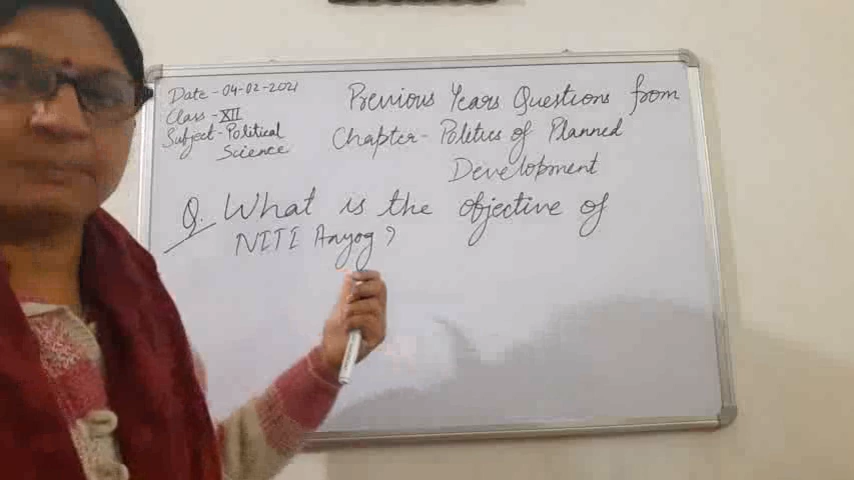 Date - 04-02-2021
Class - XII
Subject - Political
Science
Previous Years Questions from
Chapter - Politics of Planned
Development
Q. What is the objective of
NITI Aayog?